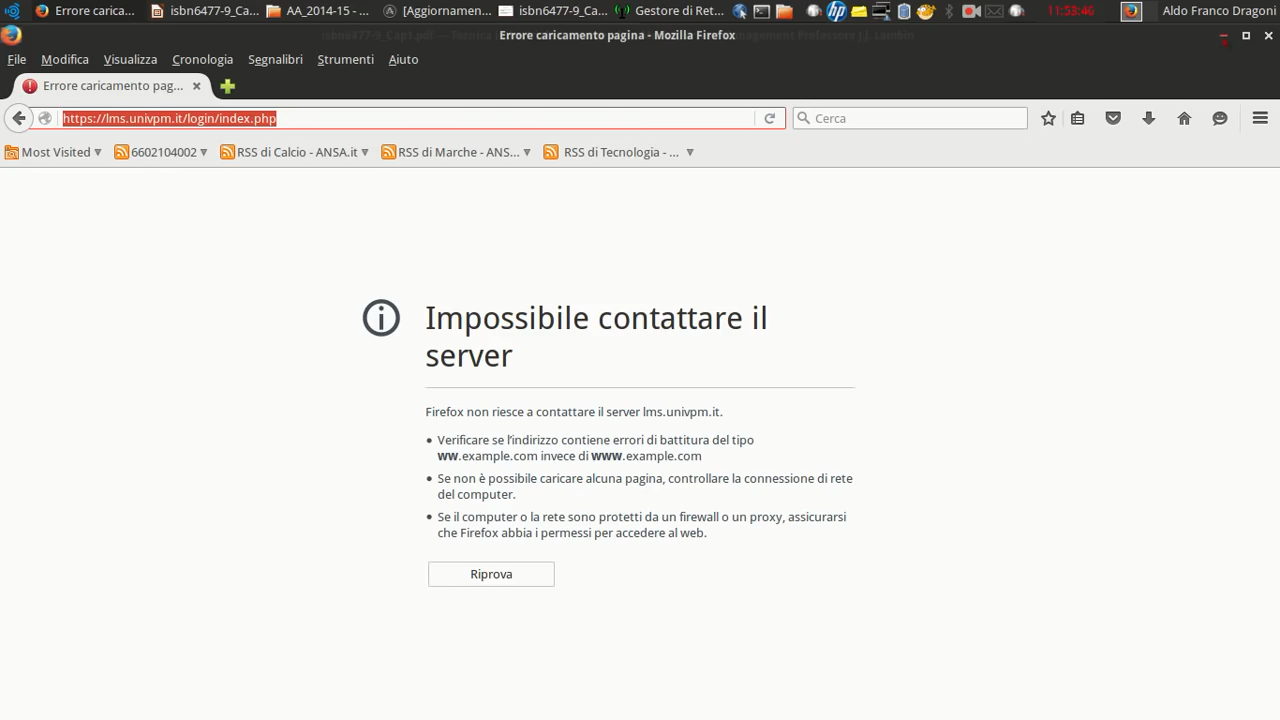 Errore carica... isbn6477-9_Ca... AA_2014-15 - ... [Aggiornamen... isbn6477-9_Ca... Gestore di Ret... 11:53:46 Aldo Franco Dragoni
Errore caricamento pagina - Mozilla Firefox
File Modifica Visualizza Cronologia Segnalibri Strumenti Aiuto
Errore caricamento pag...
https://lms.univpm.it/login/index.php Cerca
Most Visited 6602104002 RSS di Calcio - ANSA.it RSS di Marche - ANS... RSS di Tecnologia - ...
Impossibile contattare il
server
Firefox non riesce a contattare il server lms.univpm.it.
Verificare se l’indirizzo contiene errori di battitura del tipo
ww.example.com invece di www.example.com
Se non è possibile caricare alcuna pagina, controllare la connessione di rete
del computer.
Se il computer o la rete sono protetti da un firewall o un proxy, assicurarsi
che Firefox abbia i permessi per accedere al web.
Riprova